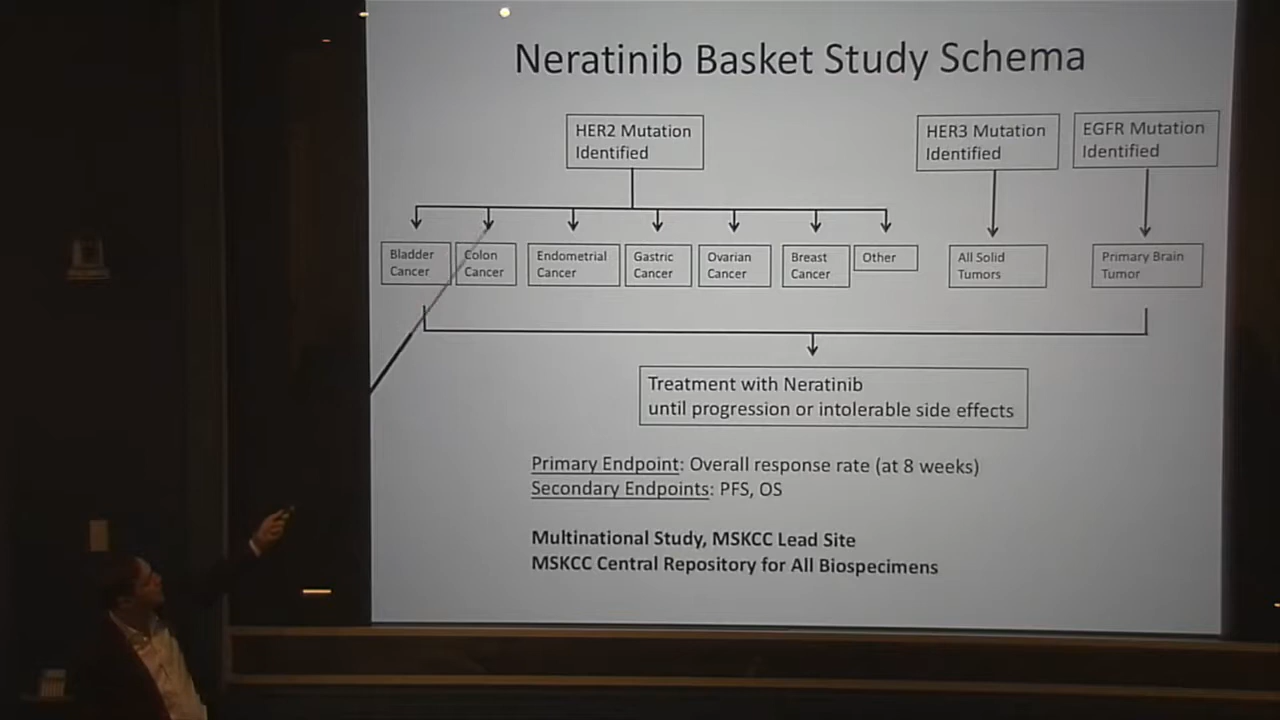 Neratinib Basket Study Schema
HER2 Mutation
Identified
HER3 Mutation
Identified
EGFR Mutation
Identified
Bladder
Cancer
Colon
Cancer
Endometrial
Cancer
Gastric
Cancer
Ovarian
Cancer
Breast
Cancer
Other
All Solid
Tumors
Primary Brain
Tumor
Treatment with Neratinib
until progression or intolerable side effects
Primary Endpoint: Overall response rate (at 8 weeks)
Secondary Endpoints: PFS, OS
Multinational Study, MSKCC Lead Site
MSKCC Central Repository for All Biospecimens